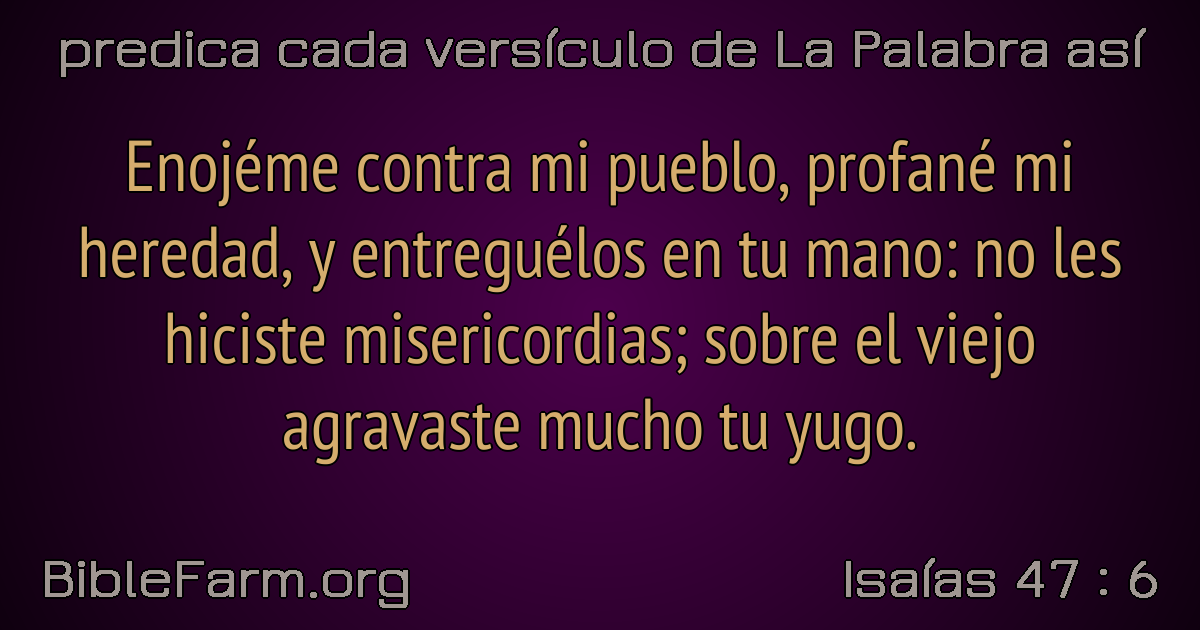 predica cada versículo de La Palabra así
Enojéme contra mi pueblo, profané mi
heredad, y entreguélos en tu mano: no les
hiciste misericordias; sobre el viejo
agravaste mucho tu yugo.
BibleFarm.org
Isaías 47 : 6